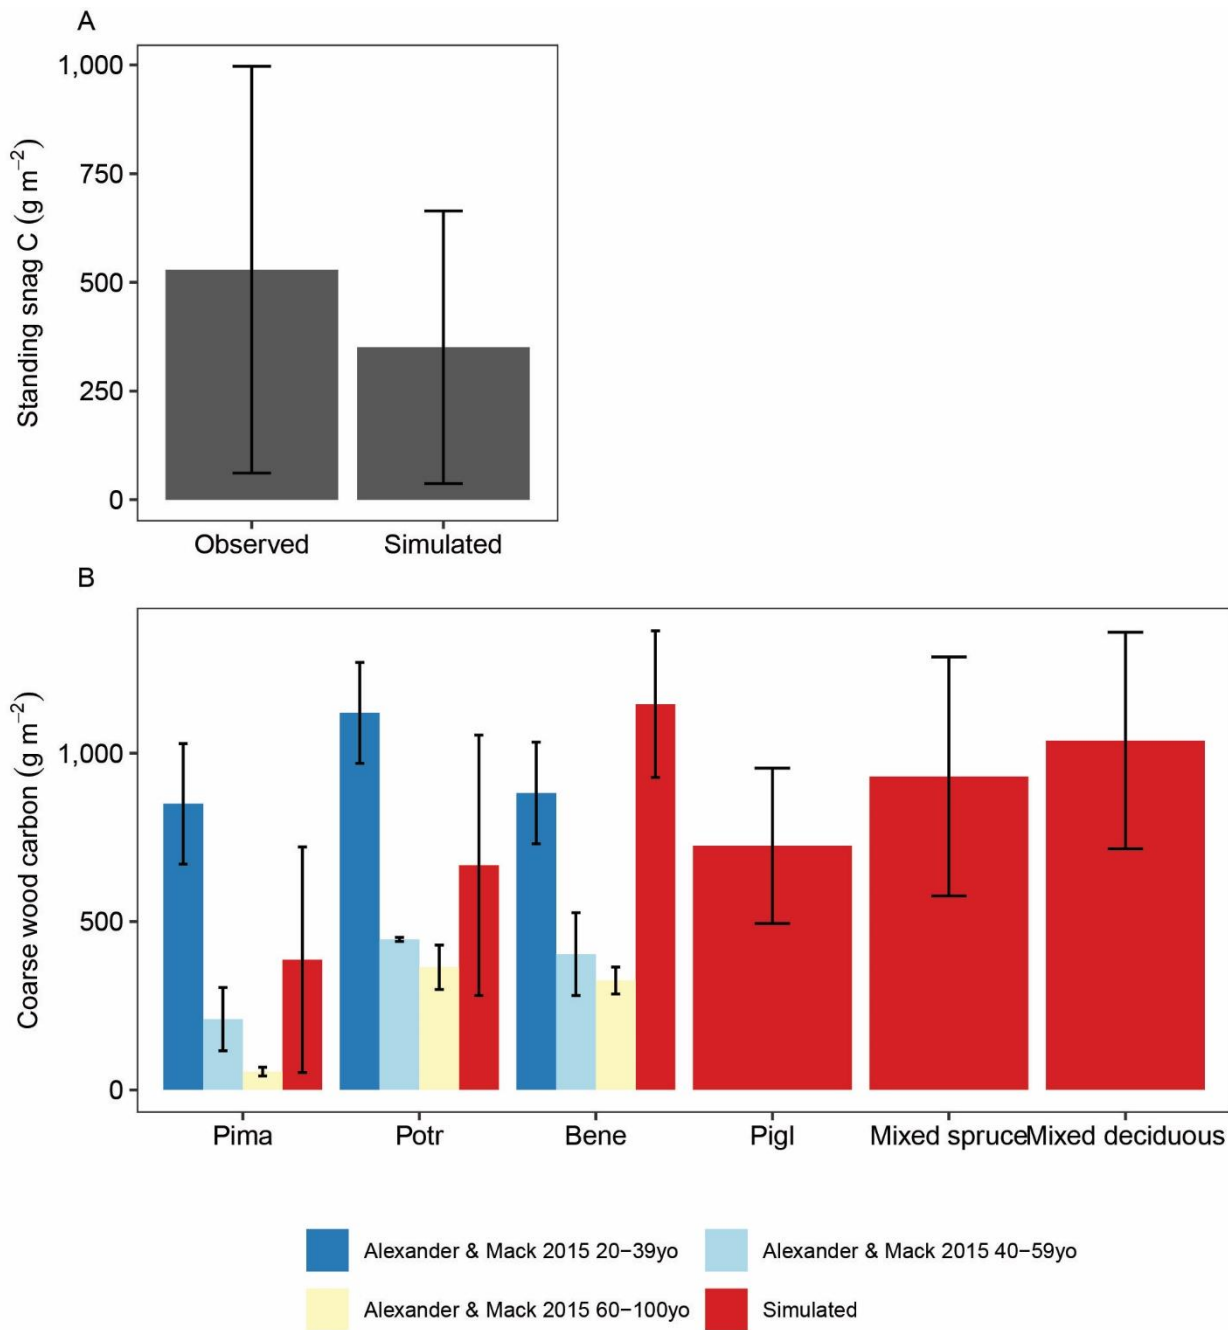 A
1,000
750
500
250
0
Standing snag C (g m⁻²)
Observed Simulated
B
1,000
500
0
Coarse wood carbon (g m⁻²)
Pima Potr Bene Pigl Mixed spruce Mixed deciduous
Alexander & Mack 2015 20−39yo Alexander & Mack 2015 40−59yo
Alexander & Mack 2015 60−100yo Simulated